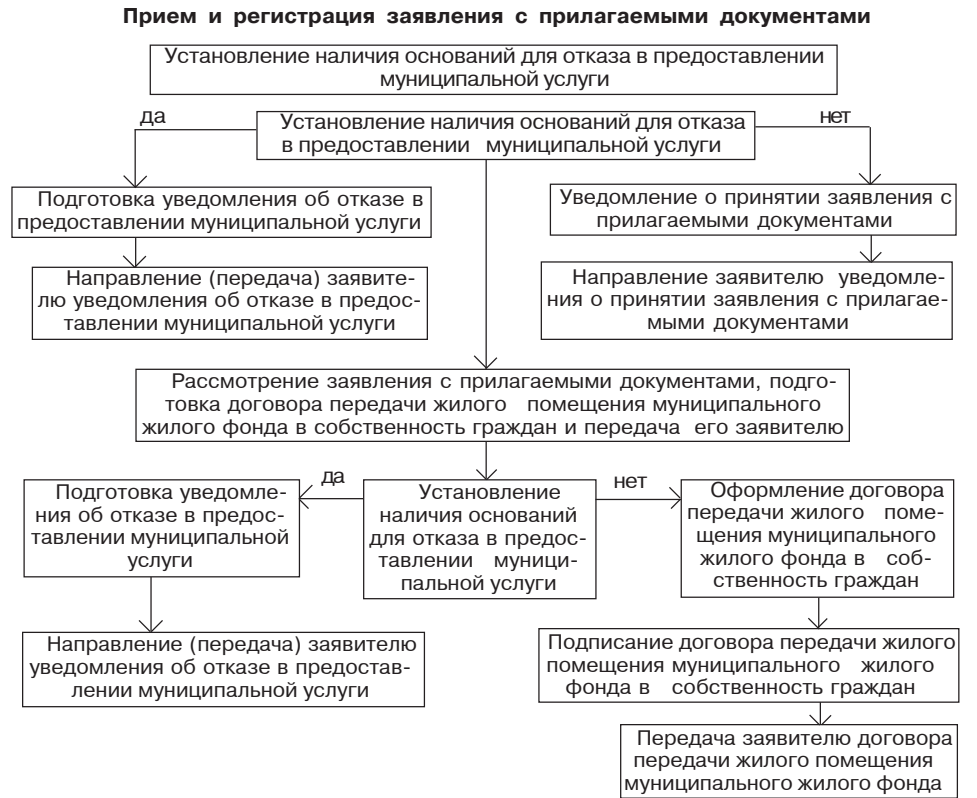 Прием и регистрация заявления с прилагаемыми документами
Установление наличия оснований для отказа в предоставлении
муниципальной услуги
да
Установление наличия оснований для отказа
в предоставлении муниципальной услуги
нет
Подготовка уведомления об отказе в
предоставлении муниципальной услуги
Уведомление о принятии заявления с
прилагаемыми документами
Направление (передача) заявите-
лю уведомления об отказе в предос-
тавлении муниципальной услуги
Направление заявителю уведомле-
ния о принятии заявления с прилагае-
мыми документами
Рассмотрение заявления с прилагаемыми документами, подго-
товка договора передачи жилого помещения муниципального
жилого фонда в собственность граждан и передача его заявителю
Подготовка уведомле-
ния об отказе в предос-
тавлении муниципальной
услуги
да
Установление
наличия оснований
для отказа в предос-
тавлении муници-
пальной услуги
нет
Оформление договора
передачи жилого поме-
щения муниципального
жилого фонда в соб-
ственность граждан
Направление (передача) заявителю
уведомления об отказе в предостав-
лении муниципальной услуги
Подписание договора передачи жилого
помещения муниципального жилого
фонда в собственность граждан
Передача заявителю договора
передачи жилого помещения
муниципального жилого фонда